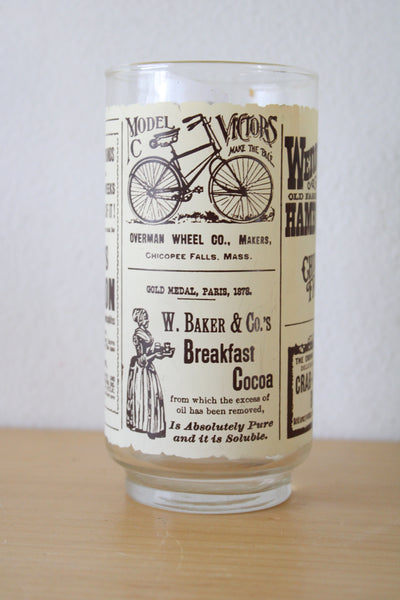 MODEL C
VICTORS
MAKE THE PACE
OVERMAN WHEEL CO., MAKERS,
CHICOPEE FALLS, MASS.
GOLD MEDAL, PARIS, 1878.
W. BAKER & CO.'S
Breakfast
Cocoa
from which the excess of
oil has been removed,
Is Absolutely Pure
and it is Soluble.